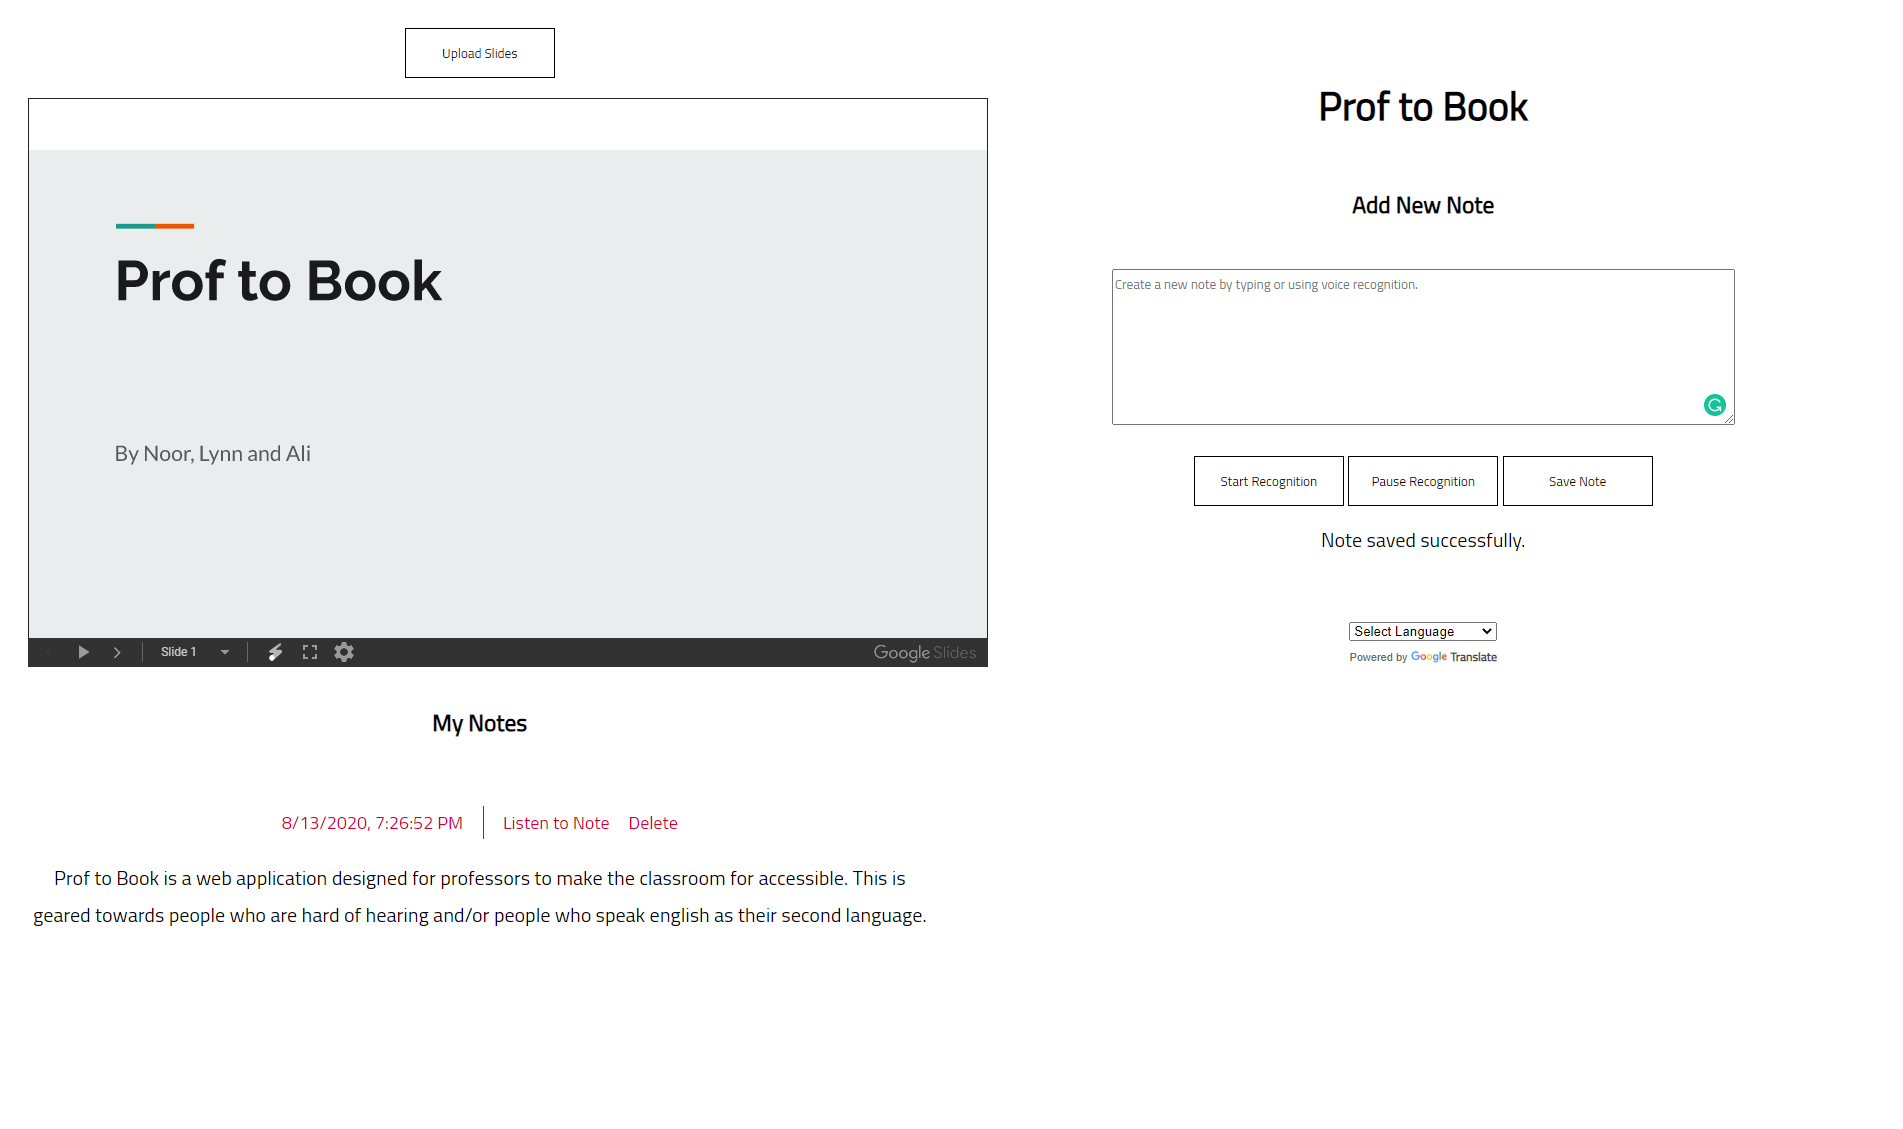 Upload Slides
Prof to Book
By Noor, Lynn and Ali
Slide 1
Google Slides
My Notes
8/13/2020, 7:26:52 PM
Listen to Note
Delete
Prof to Book is a web application designed for professors to make the classroom for accessible. This is
geared towards people who are hard of hearing and/or people who speak english as their second language.
Prof to Book
Add New Note
Create a new note by typing or using voice recognition.
Start Recognition
Pause Recognition
Save Note
Note saved successfully.
Select Language
Powered by Google Translate